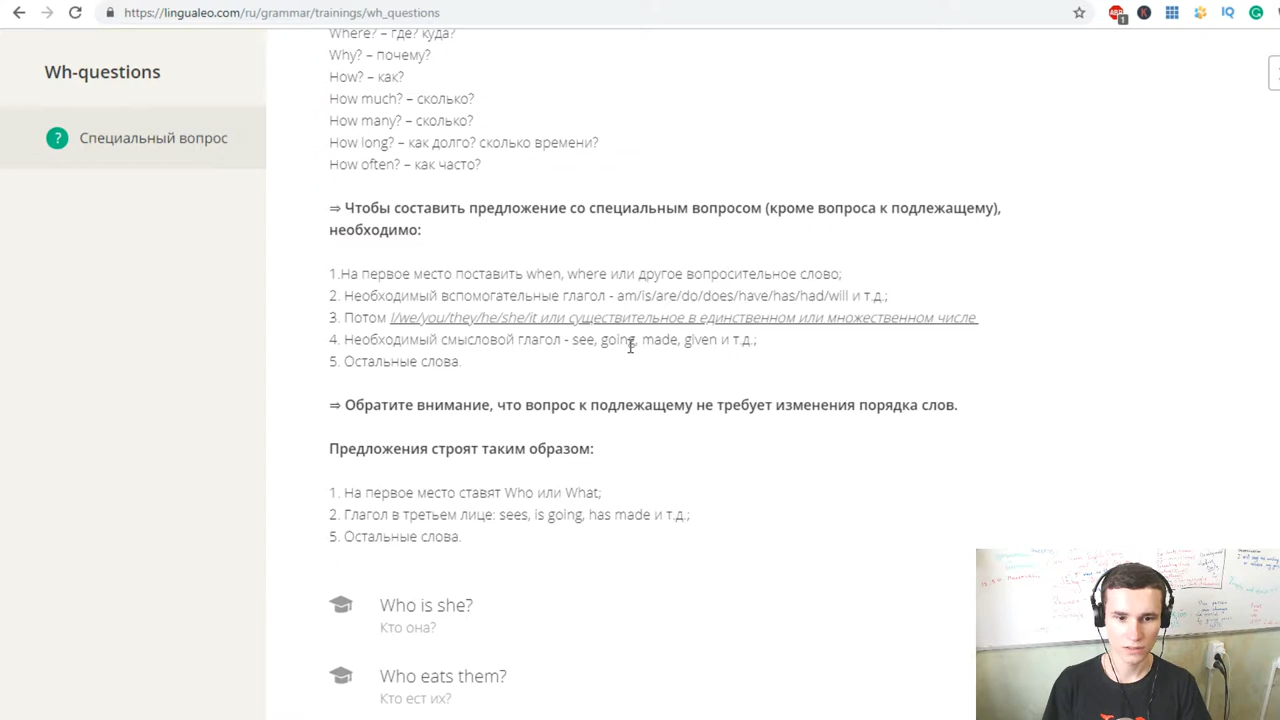 https://lingualeo.com/ru/grammar/trainings/wh_questions
Wh-questions
? Специальный вопрос
Where? – где? куда?
Why? – почему?
How? – как?
How much? – сколько?
How many? – сколько?
How long? – как долго? сколько времени?
How often? – как часто?
⇒ Чтобы составить предложение со специальным вопросом (кроме вопроса к подлежащему),
необходимо:
1.На первое место поставить when, where или другое вопросительное слово;
2. Необходимый вспомогательные глагол - am/is/are/do/does/have/has/had/will и т.д.;
3. Потом I/we/you/they/he/she/it или существительное в единственном или множественном числе
4. Необходимый смысловой глагол - see, going, made, given и т.д.;
5. Остальные слова.
⇒ Обратите внимание, что вопрос к подлежащему не требует изменения порядка слов.
Предложения строят таким образом:
1. На первое место ставят Who или What;
2. Глагол в третьем лице: sees, is going, has made и т.д.;
5. Остальные слова.
Who is she?
Кто она?
Who eats them?
Кто ест их?